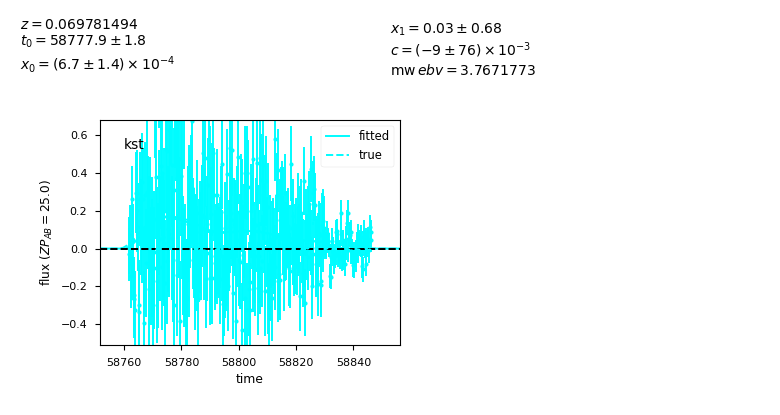 z = 0.069781494
t₀ = 58777.9 ± 1.8
x₀ = (6.7 ± 1.4) × 10⁻⁴
x₁ = 0.03 ± 0.68
c = (−9 ± 76) × 10⁻³
mw ebv = 3.7671773
kst
fitted
true
0.6
0.4
0.2
0.0
−0.2
−0.4
flux (ZP_AB = 25.0)
58760 58780 58800 58820 58840
time